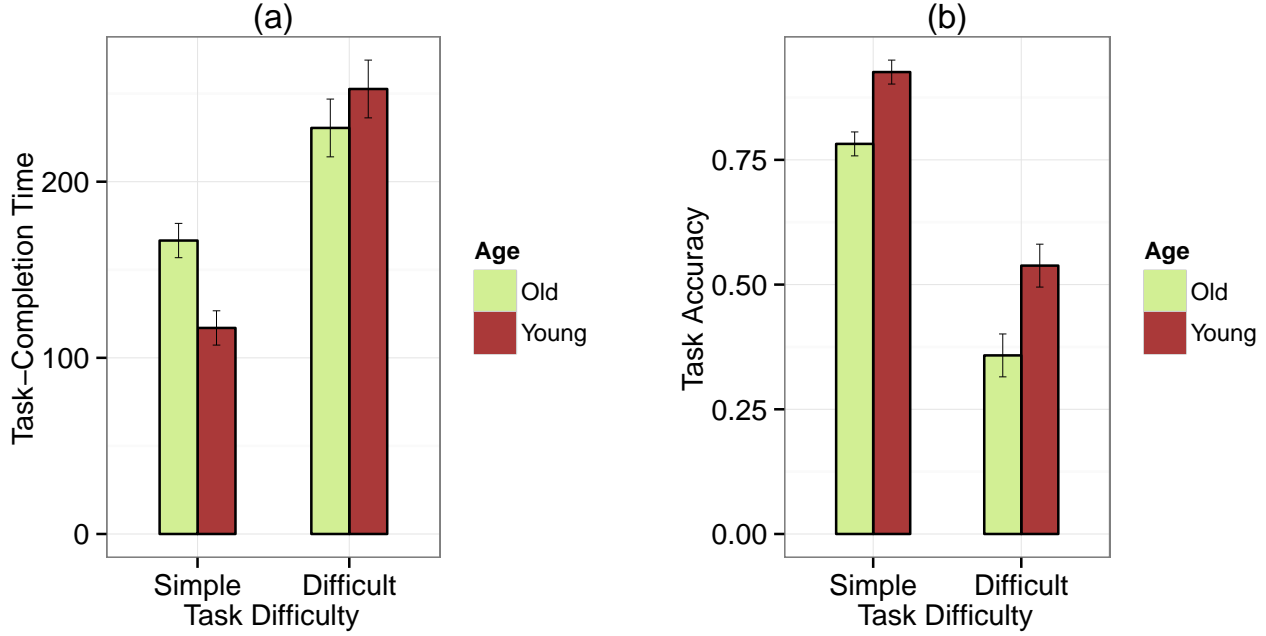 (a)
Task−Completion Time
200
100
0
Simple Difficult
Task Difficulty
Age
Old
Young
(b)
Task Accuracy
0.75
0.50
0.25
0.00
Simple Difficult
Task Difficulty
Age
Old
Young